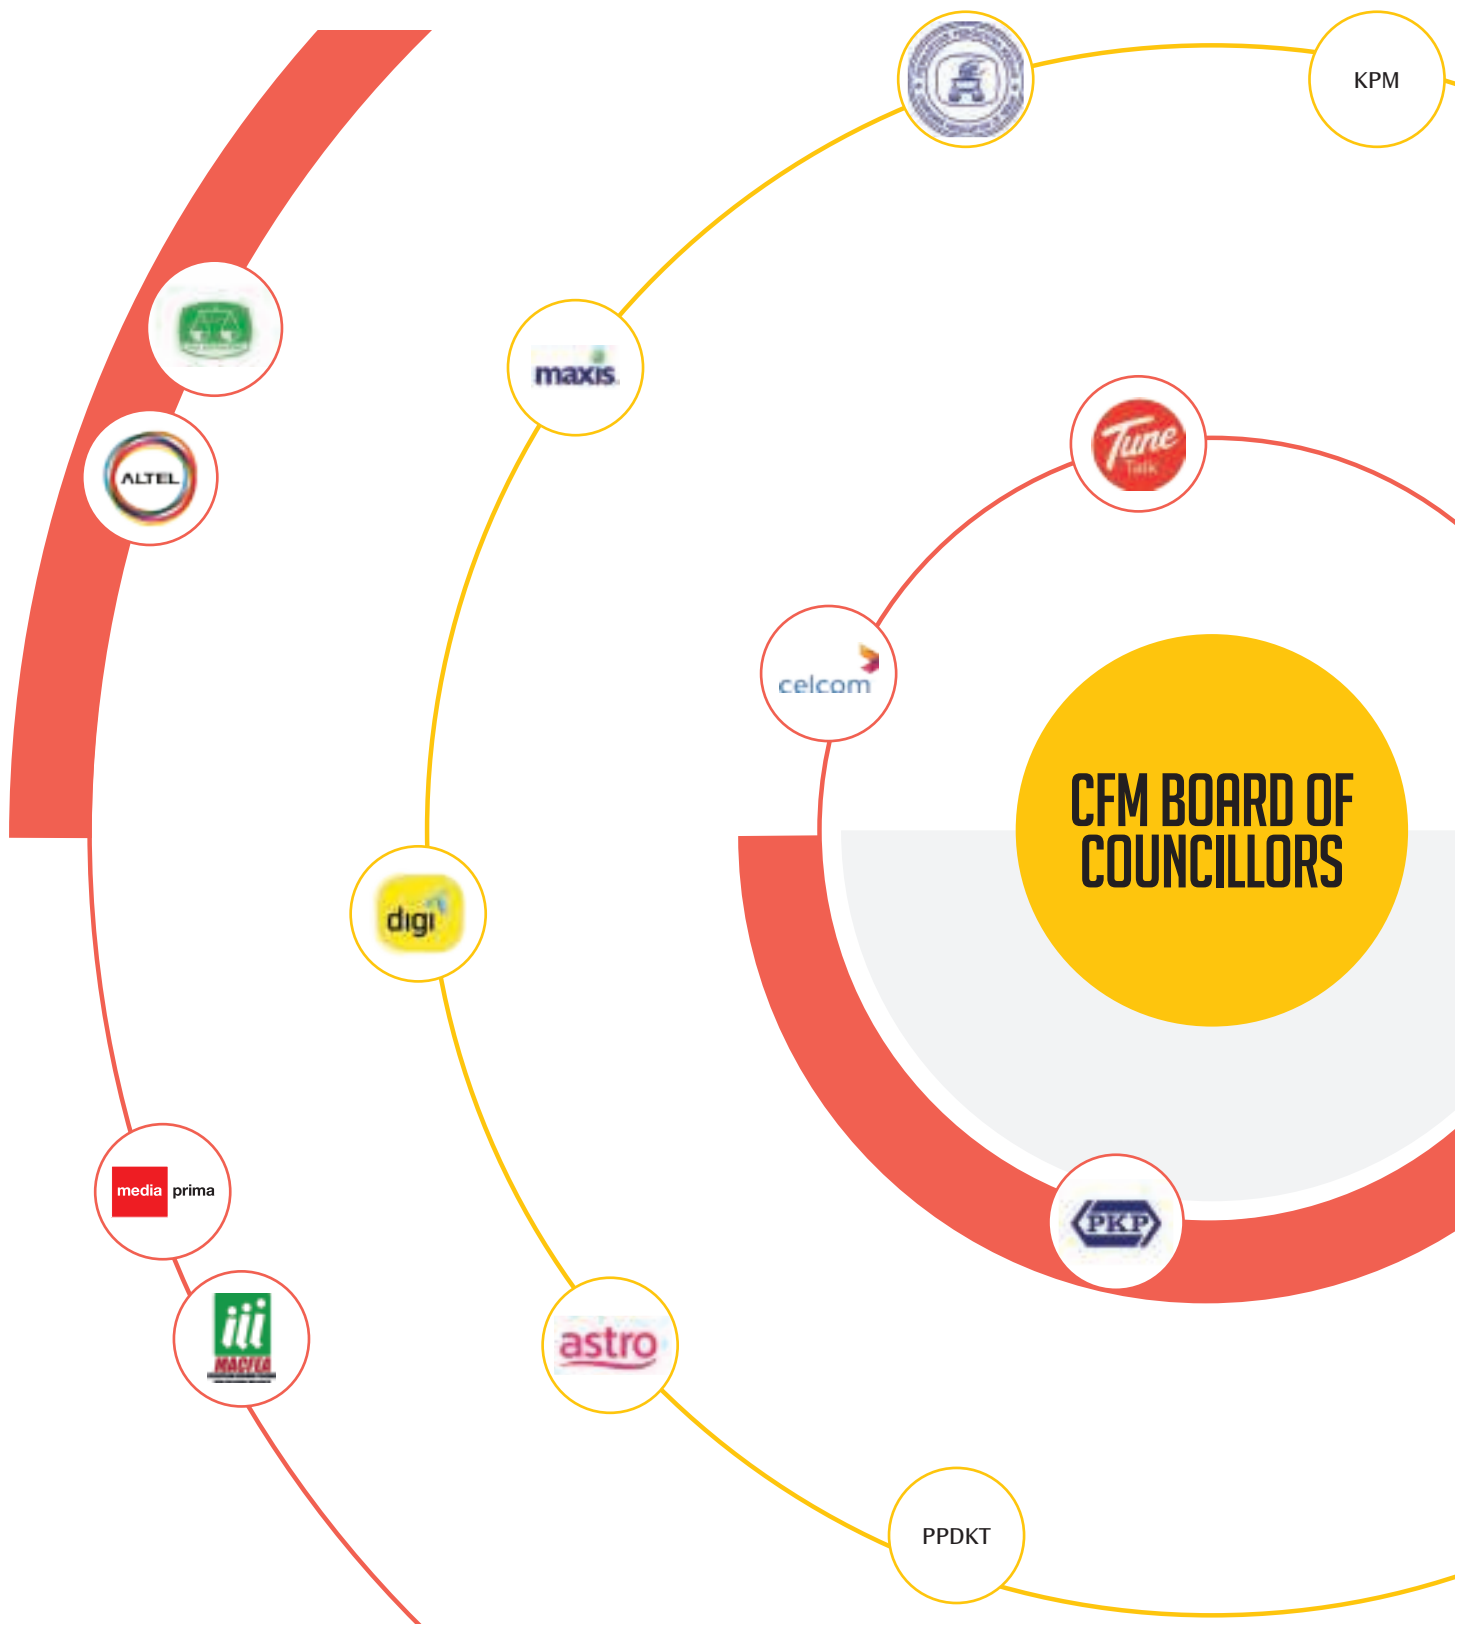 KPM
maxis
Tune
Talk
ALTEL
celcom
CFM BOARD OF
COUNCILLORS
digi
media prima
PKP
MACFEA
astro
PPDKT